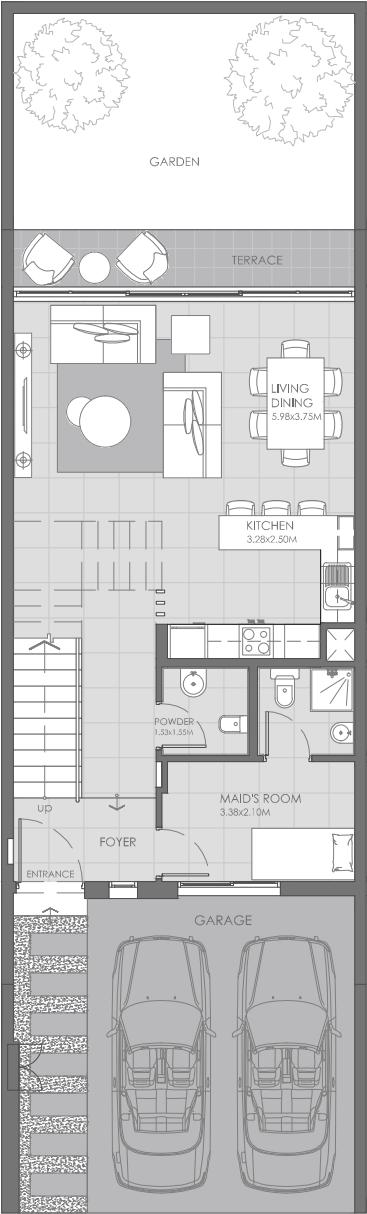 GARDEN
TERRACE
LIVING
DINING
5.98x3.75M
KITCHEN
3.28x2.50M
POWDER
1.53x1.55M
MAID'S ROOM
3.38x2.10M
up
FOYER
ENTRANCE
GARAGE